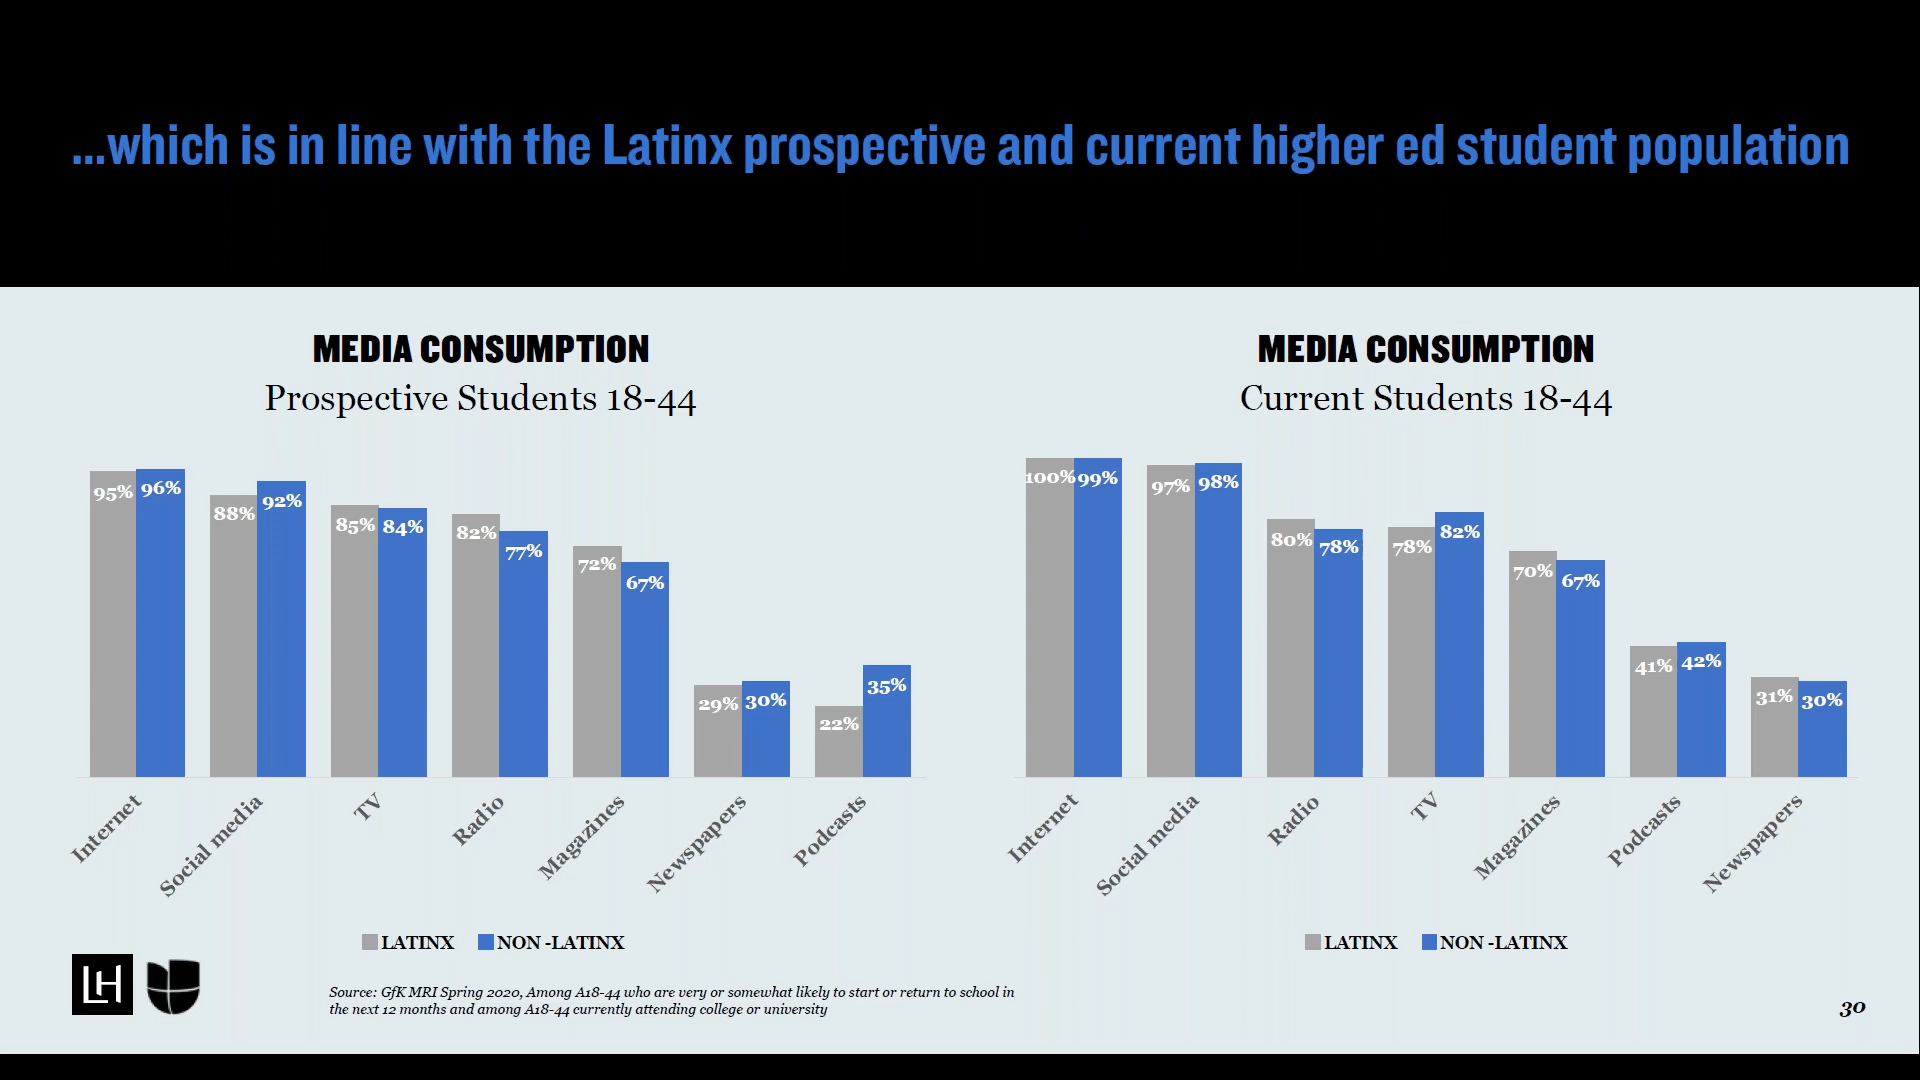 ...which is in line with the Latinx prospective and current higher ed student population
MEDIA CONSUMPTION
Prospective Students 18-44
95% 96%
88% 92%
85% 84%
82% 77%
72% 67%
29% 30%
22% 35%
Internet
Social media
TV
Radio
Magazines
Newspapers
Podcasts
LATINX NON -LATINX
MEDIA CONSUMPTION
Current Students 18-44
100% 99%
97% 98%
80% 78%
78% 82%
70% 67%
41% 42%
31% 30%
Internet
Social media
Radio
TV
Magazines
Podcasts
Newspapers
LATINX NON -LATINX
LH
Source: GfK MRI Spring 2020, Among A18-44 who are very or somewhat likely to start or return to school in
the next 12 months and among A18-44 currently attending college or university
30